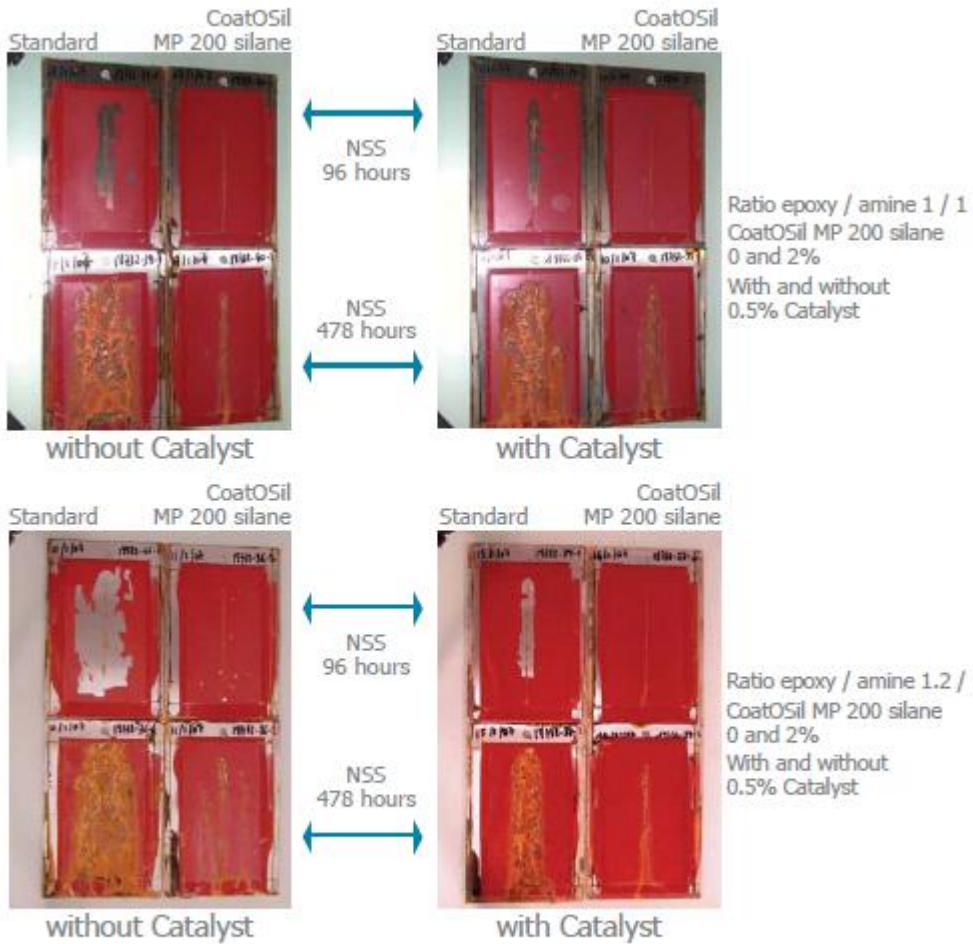 CoatOSil
Standard MP 200 silane
CoatOSil
Standard MP 200 silane
NSS
96 hours
NSS
478 hours
Ratio epoxy / amine 1 / 1
CoatOSil MP 200 silane
0 and 2%
With and without
0.5% Catalyst
without Catalyst
with Catalyst
CoatOSil
Standard MP 200 silane
CoatOSil
Standard MP 200 silane
NSS
96 hours
NSS
478 hours
Ratio epoxy / amine 1.2 /
CoatOSil MP 200 silane
0 and 2%
With and without
0.5% Catalyst
without Catalyst
with Catalyst